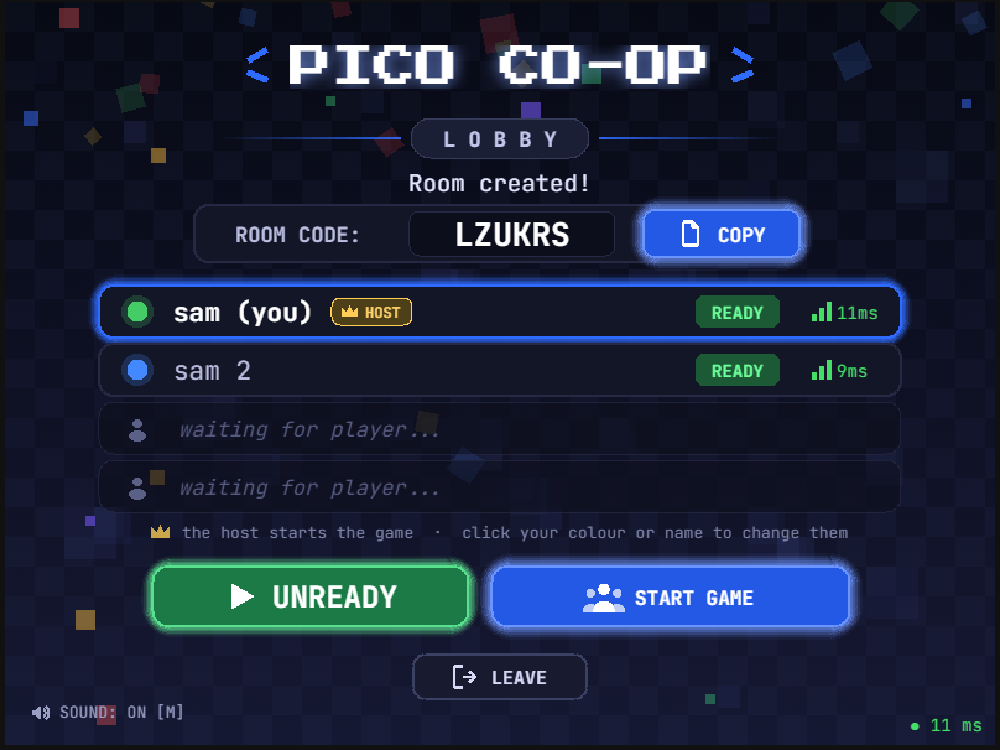 < PICO CO-OP >
LOBBY
Room created!
ROOM CODE: LZUKRS COPY
sam (you) HOST READY 11ms
sam 2 READY 9ms
waiting for player...
waiting for player...
the host starts the game · click your colour or name to change them
UNREADY START GAME
LEAVE
SOUND: ON [M]
11 ms